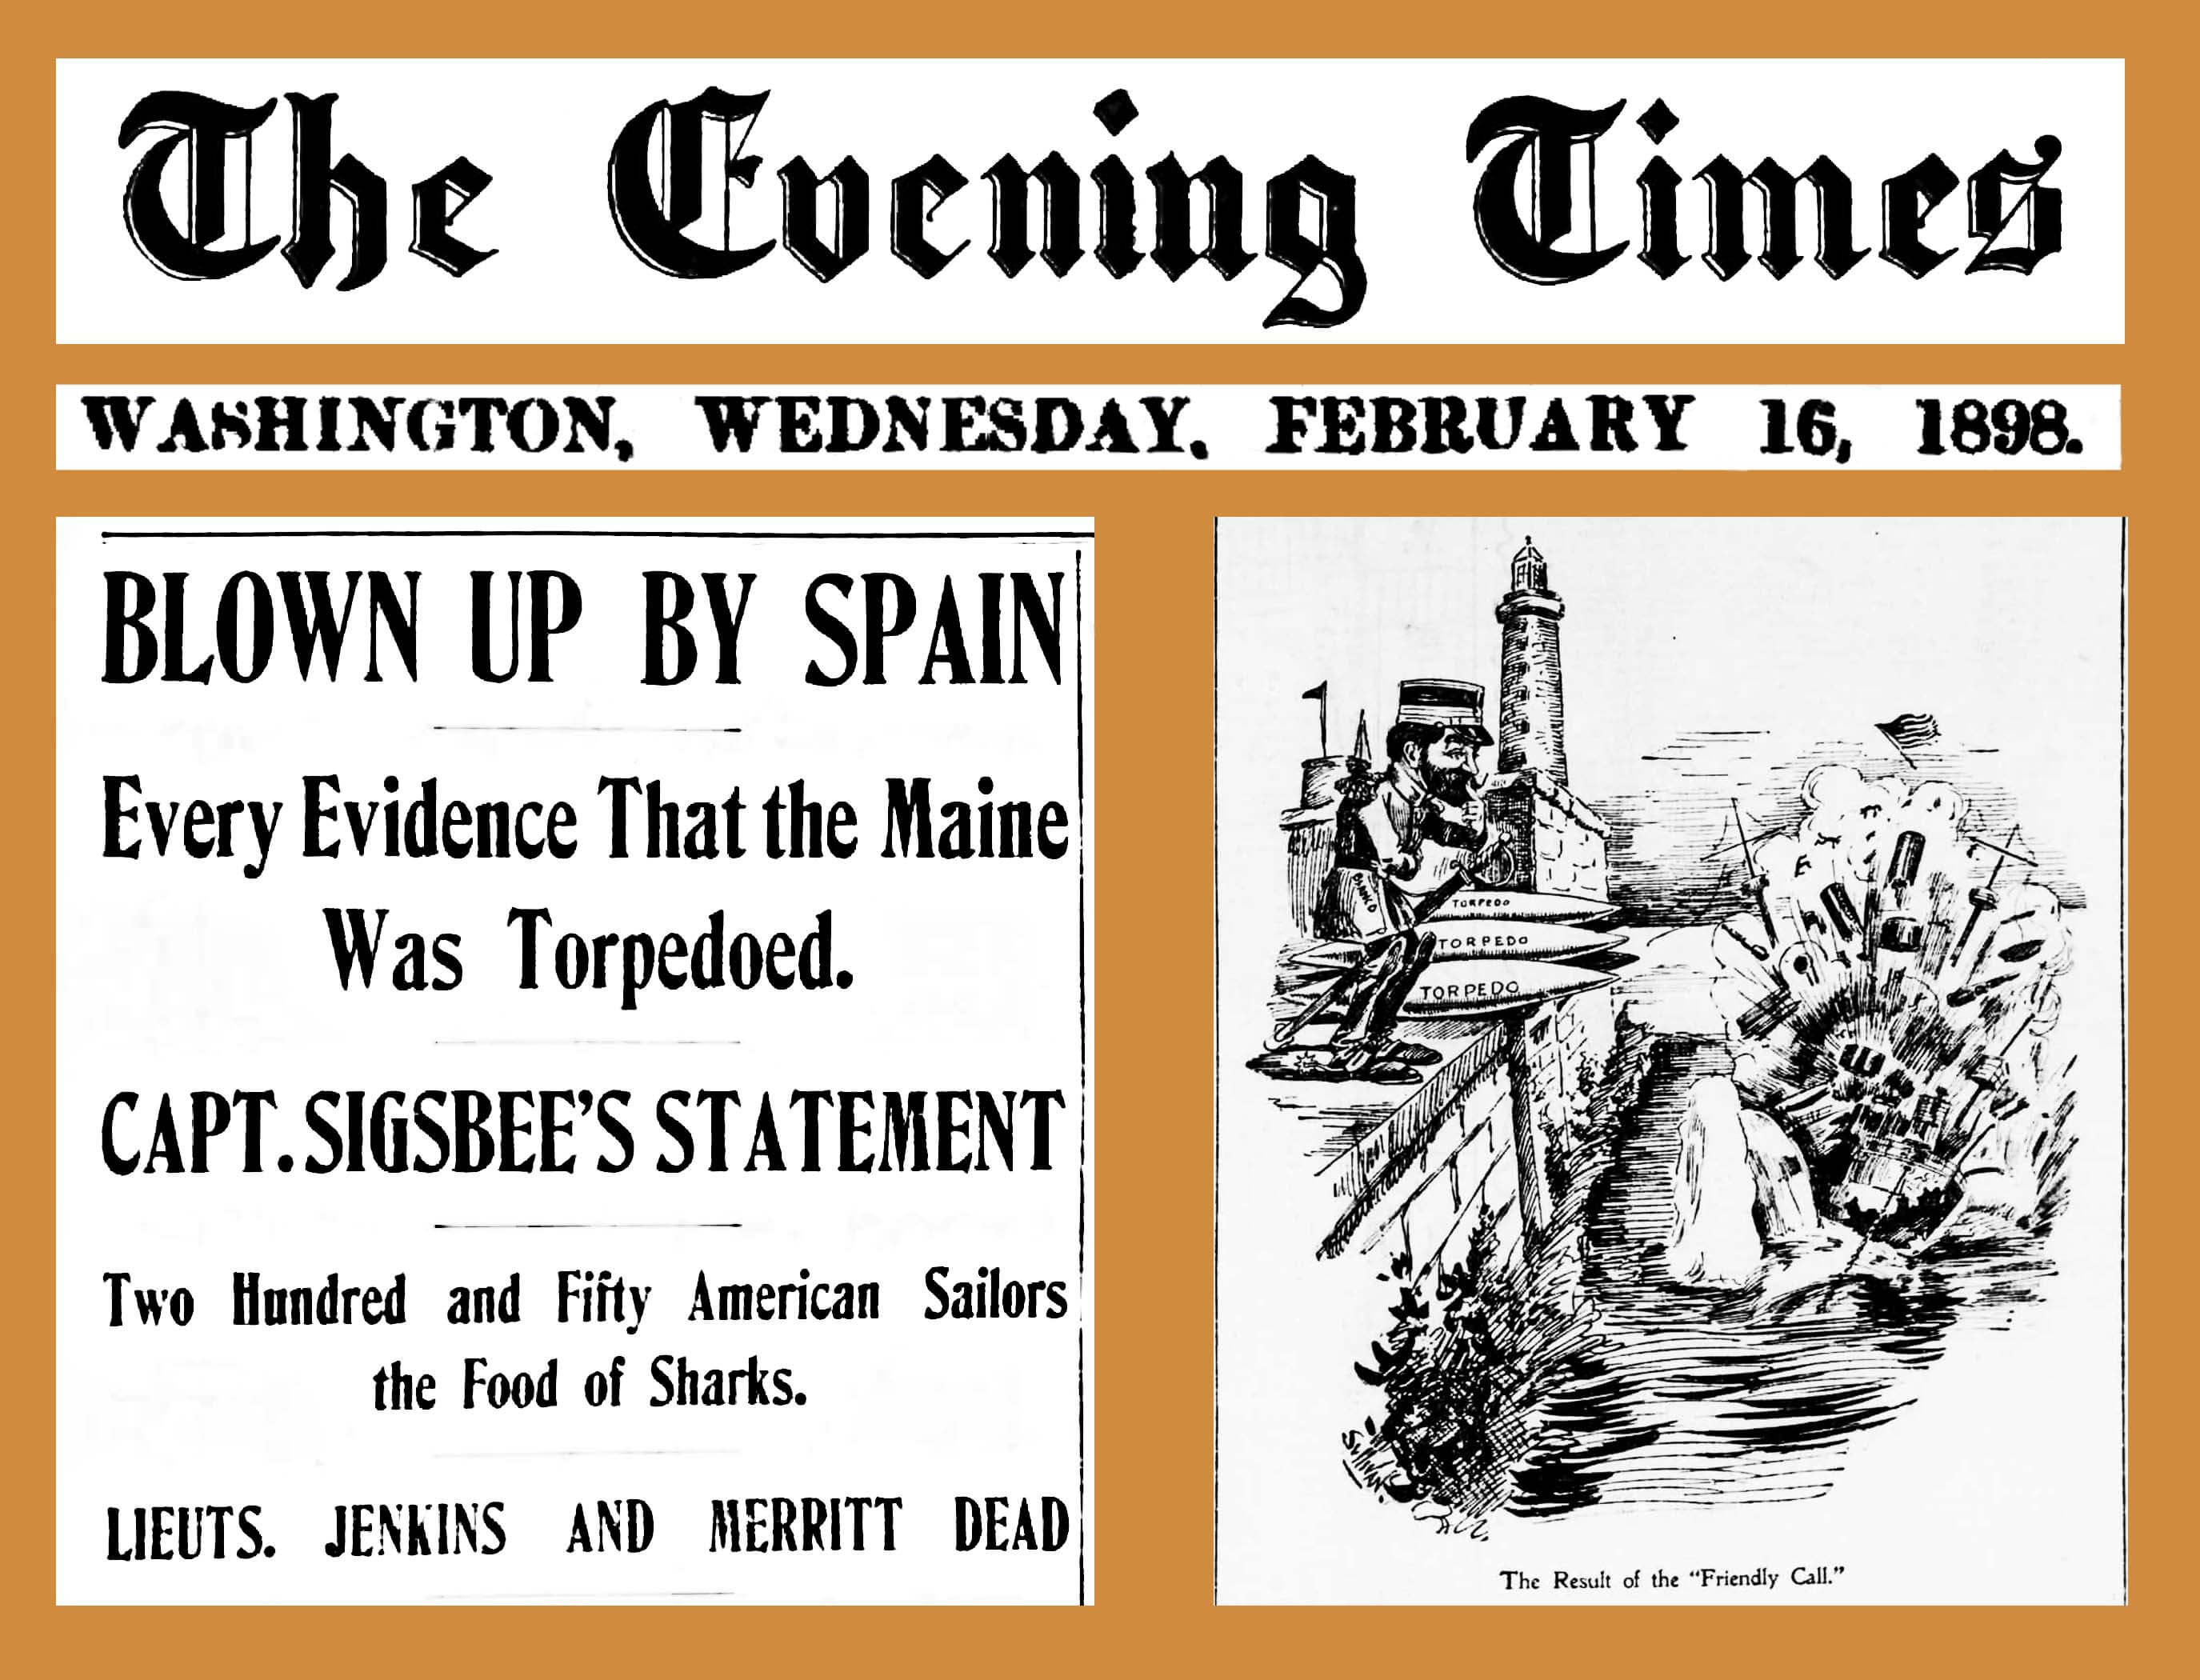 The Evening Times
WASHINGTON, WEDNESDAY, FEBRUARY 16, 1898.
BLOWN UP BY SPAIN
Every Evidence That the Maine
Was Torpedoed.
CAPT. SIGSBEE'S STATEMENT
Two Hundred and Fifty American Sailors
the Food of Sharks.
LIEUTS. JENKINS AND MERRITT DEAD
BLANCO
TORPEDO
TORPEDO
TORPEDO
The Result of the "Friendly Call."